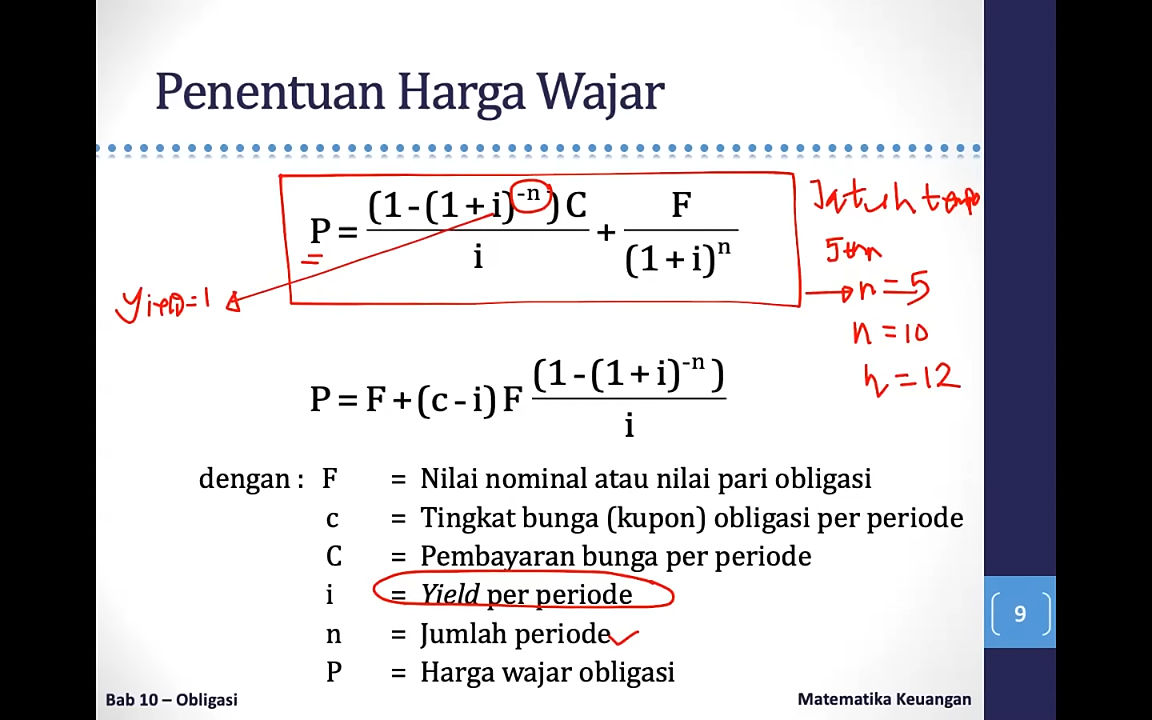 Penentuan Harga Wajar
P = (1 - (1 + i)^-n) C / i + F / (1 + i)^n
Jatuh tempo
5 thn
n = 5
n = 10
n = 12
Yield = i
P = F + (c - i) F (1 - (1 + i)^-n) / i
dengan : F = Nilai nominal atau nilai pari obligasi
c = Tingkat bunga (kupon) obligasi per periode
C = Pembayaran bunga per periode
i = Yield per periode
n = Jumlah periode
P = Harga wajar obligasi
9
Bab 10 – Obligasi
Matematika Keuangan